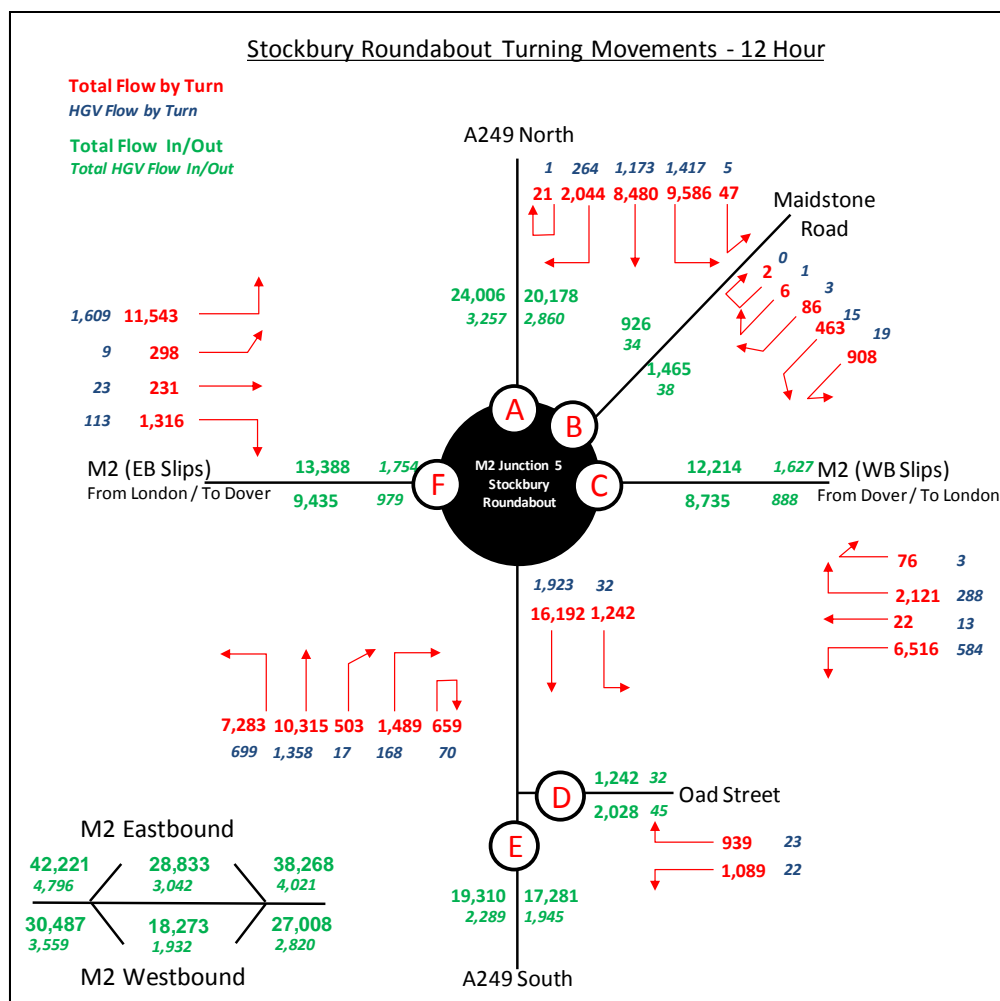 Stockbury Roundabout Turning Movements - 12 Hour
Total Flow by Turn
HGV Flow by Turn
Total Flow In/Out
Total HGV Flow In/Out
A249 North
1 264 1,173 1,417 5
21 2,044 8,480 9,586 47
Maidstone
Road
0
2
1
6
3
86
15
463
19
908
24,006 20,178
3,257 2,860
926
34
1,465
38
1,609 11,543
9 298
23 231
113 1,316
A
B
M2 (EB Slips)
From London / To Dover
13,388 1,754
9,435 979
F
M2 Junction 5
Stockbury
Roundabout
C
12,214 1,627
8,735 888
M2 (WB Slips)
From Dover / To London
76 3
2,121 288
22 13
6,516 584
1,923 32
16,192 1,242
7,283 10,315 503 1,489 659
699 1,358 17 168 70
D
1,242 32
2,028 45
Oad Street
939 23
1,089 22
E
19,310 17,281
2,289 1,945
A249 South
M2 Eastbound
42,221 28,833 38,268
4,796 3,042 4,021
30,487 18,273 27,008
3,559 1,932 2,820
M2 Westbound